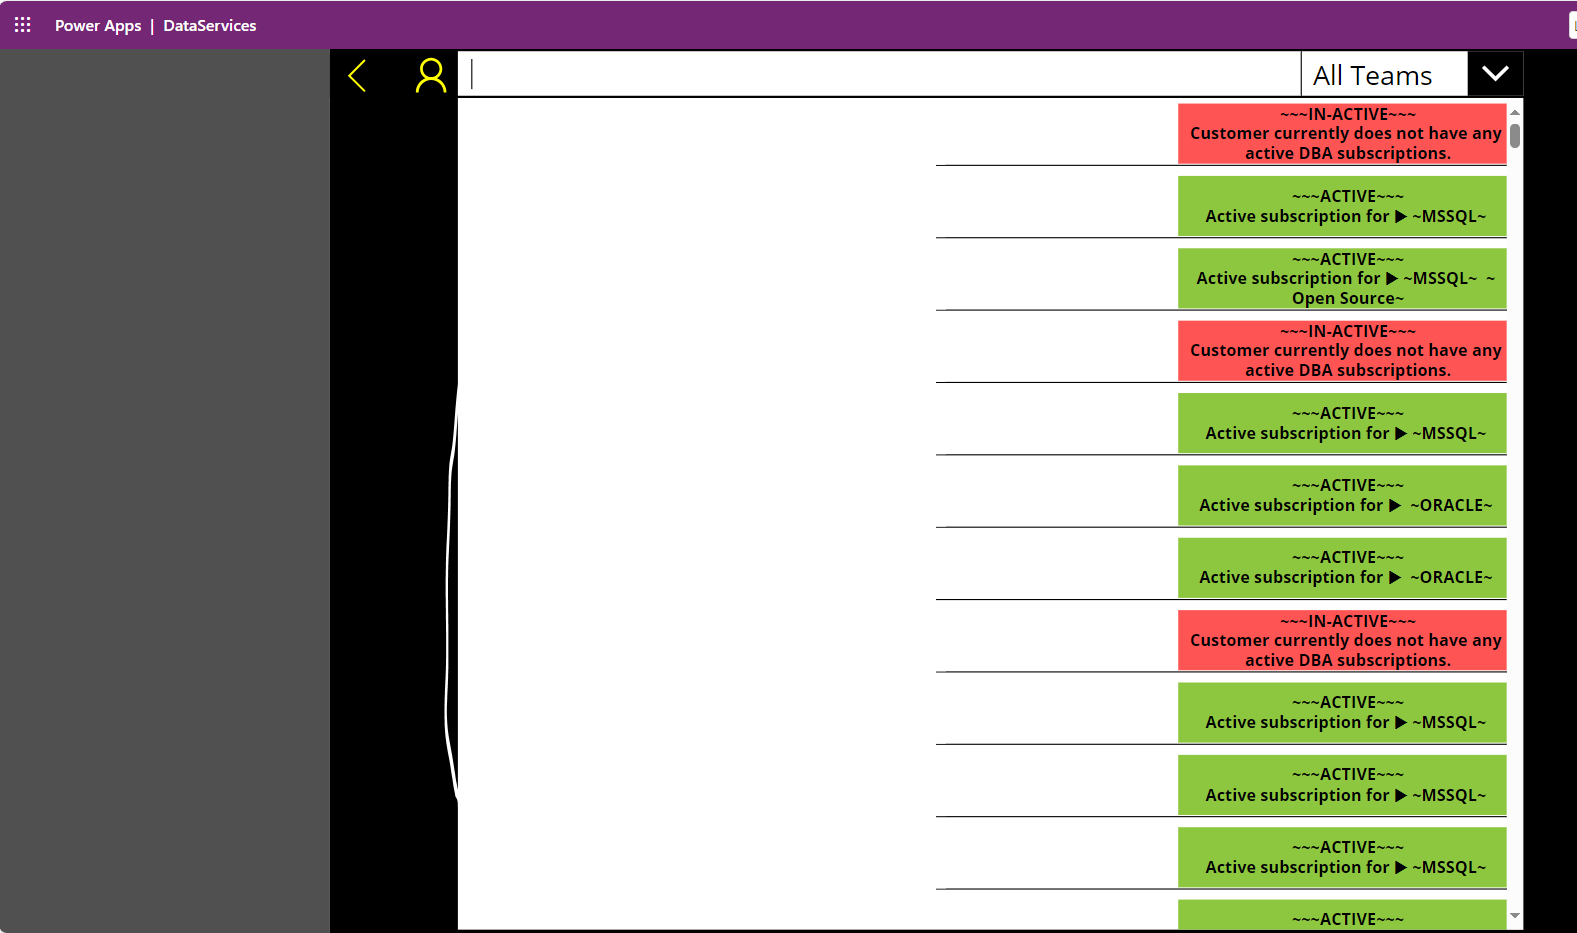 Power Apps | DataServices
All Teams
~~~IN-ACTIVE~~~
Customer currently does not have any
active DBA subscriptions.
~~~ACTIVE~~~
Active subscription for ▶ ~MSSQL~
~~~ACTIVE~~~
Active subscription for ▶ ~MSSQL~ ~
Open Source~
~~~IN-ACTIVE~~~
Customer currently does not have any
active DBA subscriptions.
~~~ACTIVE~~~
Active subscription for ▶ ~MSSQL~
~~~ACTIVE~~~
Active subscription for ▶ ~ORACLE~
~~~ACTIVE~~~
Active subscription for ▶ ~ORACLE~
~~~IN-ACTIVE~~~
Customer currently does not have any
active DBA subscriptions.
~~~ACTIVE~~~
Active subscription for ▶ ~MSSQL~
~~~ACTIVE~~~
Active subscription for ▶ ~MSSQL~
~~~ACTIVE~~~
Active subscription for ▶ ~MSSQL~
~~~ACTIVE~~~